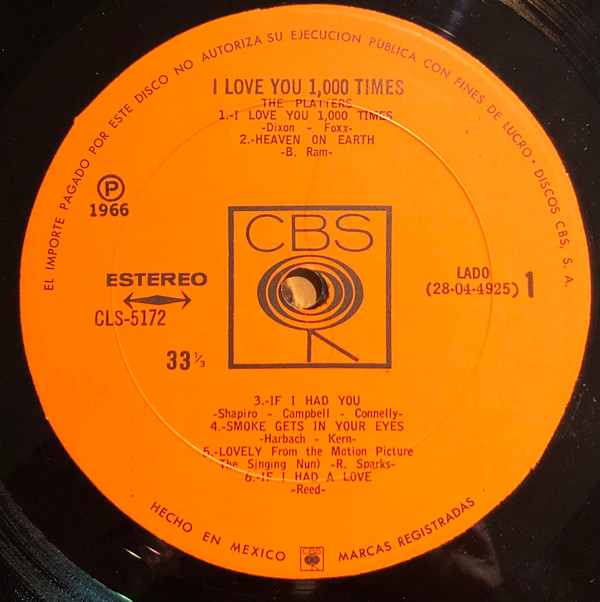 EL IMPORTE PAGADO POR ESTE DISCO NO AUTORIZA SU EJECUCION PUBLICA CON FINES DE LUCRO · DISCOS CBS, S. A.
I LOVE YOU 1,000 TIMES
THE PLATTERS
1.-I LOVE YOU 1,000 TIMES
-Dixon - Foxx-
2.-HEAVEN ON EARTH
-B. Ram-
P
1966
CBS
ESTEREO
CLS-5172
33 1/3
LADO 1
(28-04-4925)
3.-IF I HAD YOU
-Shapiro - Campbell - Connelly-
4.-SMOKE GETS IN YOUR EYES
-Harbach - Kern-
5.-LOVELY From the Motion Picture
The Singing Nun) -R. Sparks-
6.-IF I HAD A LOVE
-Reed-
HECHO EN MEXICO CBS MARCAS REGISTRADAS